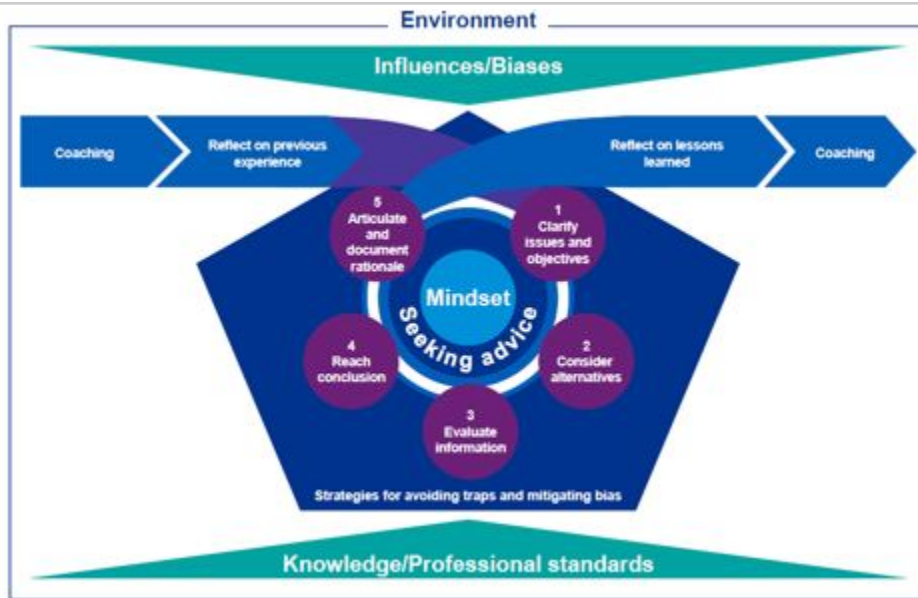 Environment
Influences/Biases
Coaching
Reflect on previous
experience
Reflect on lessons
learned
Coaching
5
Articulate
and
document
rationale
1
Clarify
issues and
objectives
Mindset
Seeking advice
4
Reach
conclusion
2
Consider
alternatives
3
Evaluate
information
Strategies for avoiding traps and mitigating bias
Knowledge/Professional standards